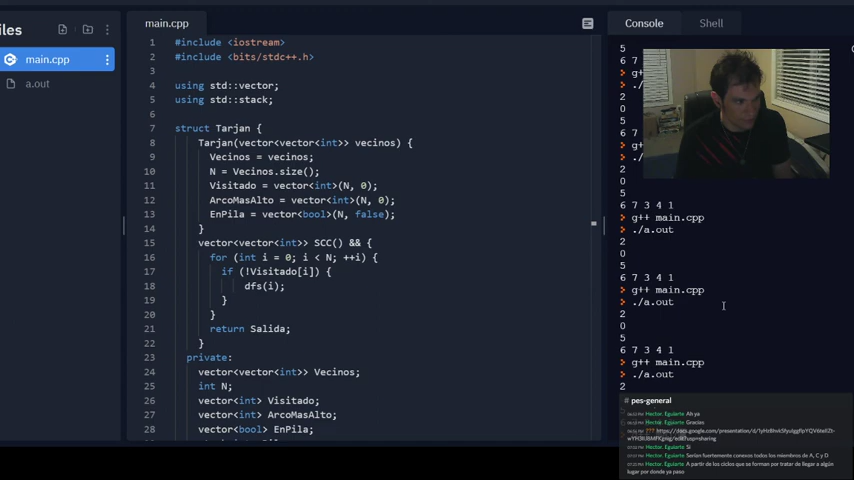 iles
main.cpp
a.out
main.cpp
1 #include <iostream>
2 #include <bits/stdc++.h>
3
4 using std::vector;
5 using std::stack;
6
7 struct Tarjan {
8 Tarjan(vector<vector<int>> vecinos) {
9 Vecinos = vecinos;
10 N = Vecinos.size();
11 Visitado = vector<int>(N, 0);
12 ArcoMasAlto = vector<int>(N, 0);
13 EnPila = vector<bool>(N, false);
14 }
15 vector<vector<int>> SCC() && {
16 for (int i = 0; i < N; ++i) {
17 if (!Visitado[i]) {
18 dfs(i);
19 }
20 }
21 return Salida;
22 }
23 private:
24 vector<vector<int>> Vecinos;
25 int N;
26 vector<int> Visitado;
27 vector<int> ArcoMasAlto;
28 vector<bool> EnPila;
Console Shell
5
6 7
g+
./
2
0
5
6 7
g+
./
2
0
5
6 7 3 4 1
g++ main.cpp
./a.out
2
0
5
6 7 3 4 1
g++ main.cpp
./a.out
2
0
5
6 7 3 4 1
g++ main.cpp
./a.out
2
# pes-general
Hector. Eguiarte Ah ya
Hector. Eguiarte Gracias
Hector. Eguiarte Si
Hector. Eguiarte Serían fuertemente conexos todos los miembros de A, C y D
Hector. Eguiarte A partir de los ciclos que se forman por tratar de llegar a algún
lugar por donde ya paso